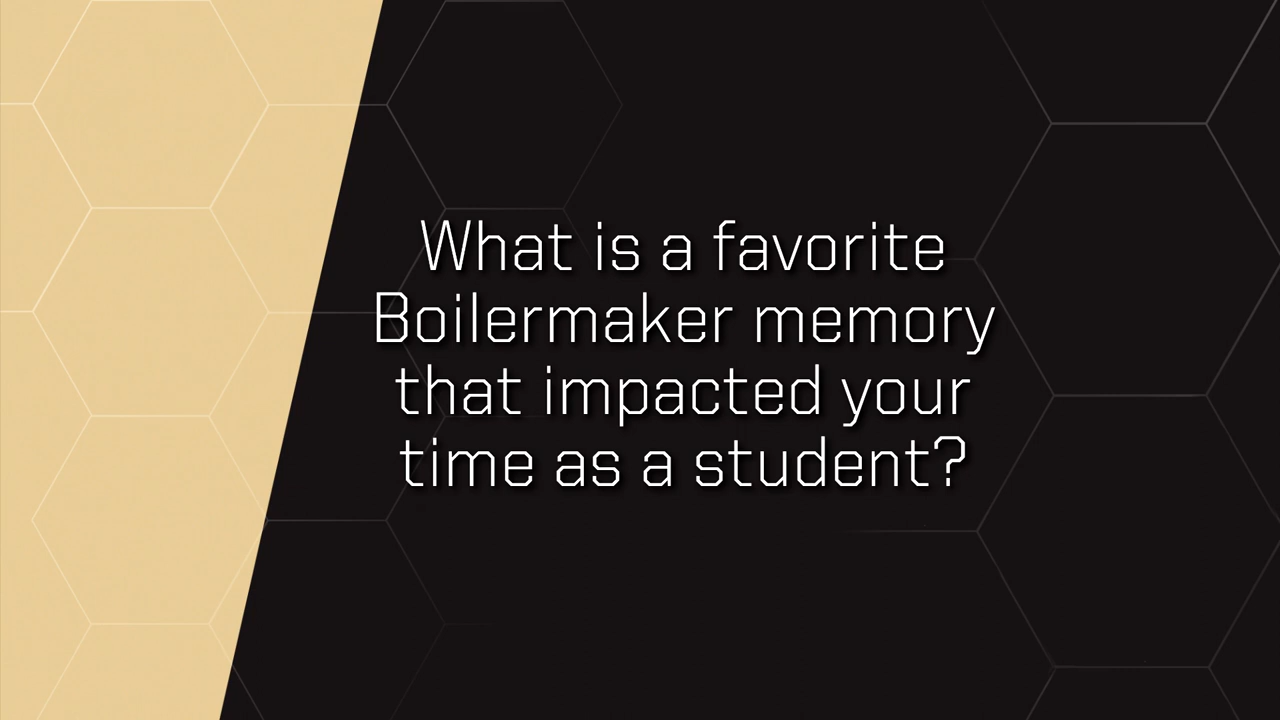 What is a favorite
Boilermaker memory
that impacted your
time as a student?